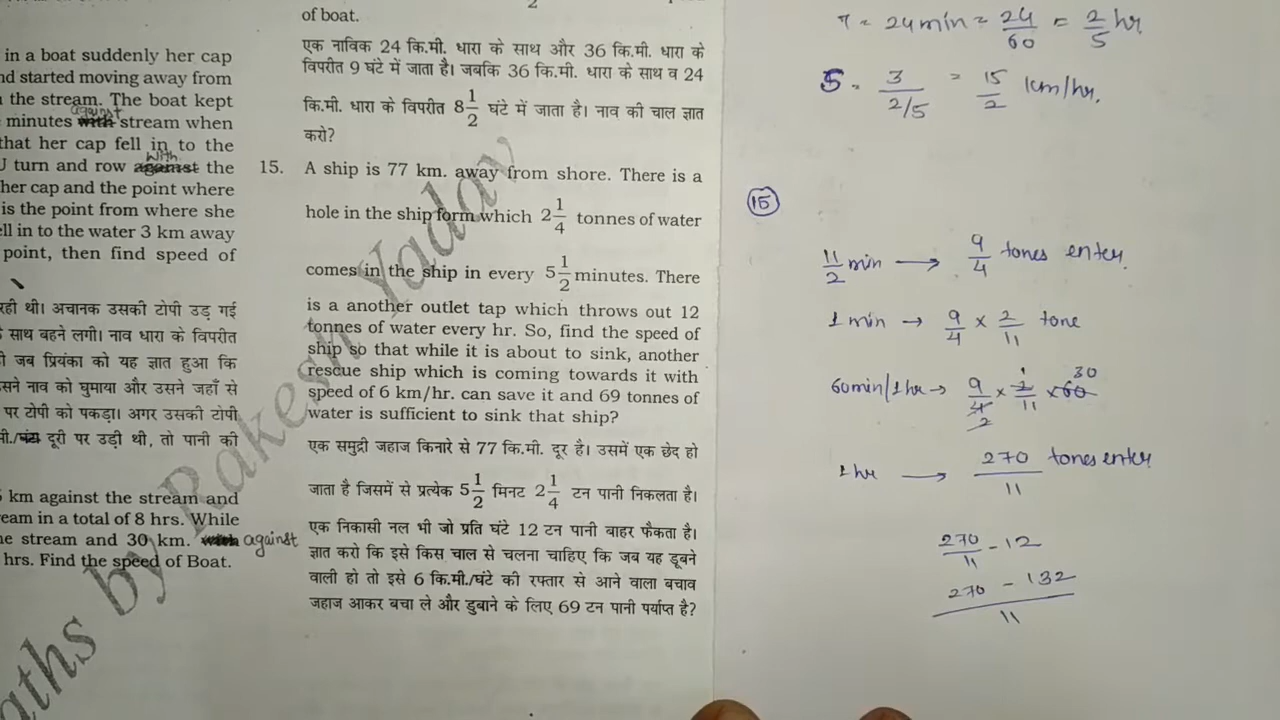 in a boat suddenly her cap
nd started moving away from
the stream. The boat kept
against
minutes with stream when
that her cap fell in to the
with
U turn and row against the
her cap and the point where
is the point from where she
ell in to the water 3 km away
point, then find speed of
रही थी। अचानक उसकी टोपी उड़ गई
साथ बहने लगी। नाव धारा के विपरीत
जब प्रियंका को यह ज्ञात हुआ कि
सने नाव को घुमाया और उसने जहाँ से
पर टोपी को पकड़ा। अगर उसकी टोपी
मी./घंटा दूरी पर उड़ी थी, तो पानी की
km against the stream and
eam in a total of 8 hrs. While
e stream and 30 km. with against
hrs. Find the speed of Boat.
of boat.
एक नाविक 24 कि.मी. धारा के साथ और 36 कि.मी. धारा के
विपरीत 9 घंटे में जाता है। जबकि 36 कि.मी. धारा के साथ व 24
कि.मी. धारा के विपरीत 8 1/2 घंटे में जाता है। नाव की चाल ज्ञात
करो?
15. A ship is 77 km. away from shore. There is a
hole in the ship form which 2 1/4 tonnes of water
comes in the ship in every 5 1/2 minutes. There
is a another outlet tap which throws out 12
tonnes of water every hr. So, find the speed of
ship so that while it is about to sink, another
rescue ship which is coming towards it with
speed of 6 km/hr. can save it and 69 tonnes of
water is sufficient to sink that ship?
एक समुद्री जहाज किनारे से 77 कि.मी. दूर है। उसमें एक छेद हो
जाता है जिसमें से प्रत्येक 5 1/2 मिनट 2 1/4 टन पानी निकलता है।
एक निकासी नल भी जो प्रति घंटे 12 टन पानी बाहर फैकता है।
ज्ञात करो कि इसे किस चाल से चलना चाहिए कि जब यह डूबने
वाली हो तो इसे 6 कि.मी./घंटे की रफ्तार से आने वाला बचाव
जहाज आकर बचा ले और डुबाने के लिए 69 टन पानी पर्याप्त है?
Maths by Rakesh Yadav
= 24 min = 24/60 = 2/5 hr
S = 3/2/5 = 15/2 km/hr.
15
11/2 min → 9/4 tones enter.
1 min → 9/4 × 2/11 tone
60min/1hr → 9/4 × 2/11 × 60
2 1 30
1 hr → 270/11 tones enter
270/11 - 12
270 - 132
11